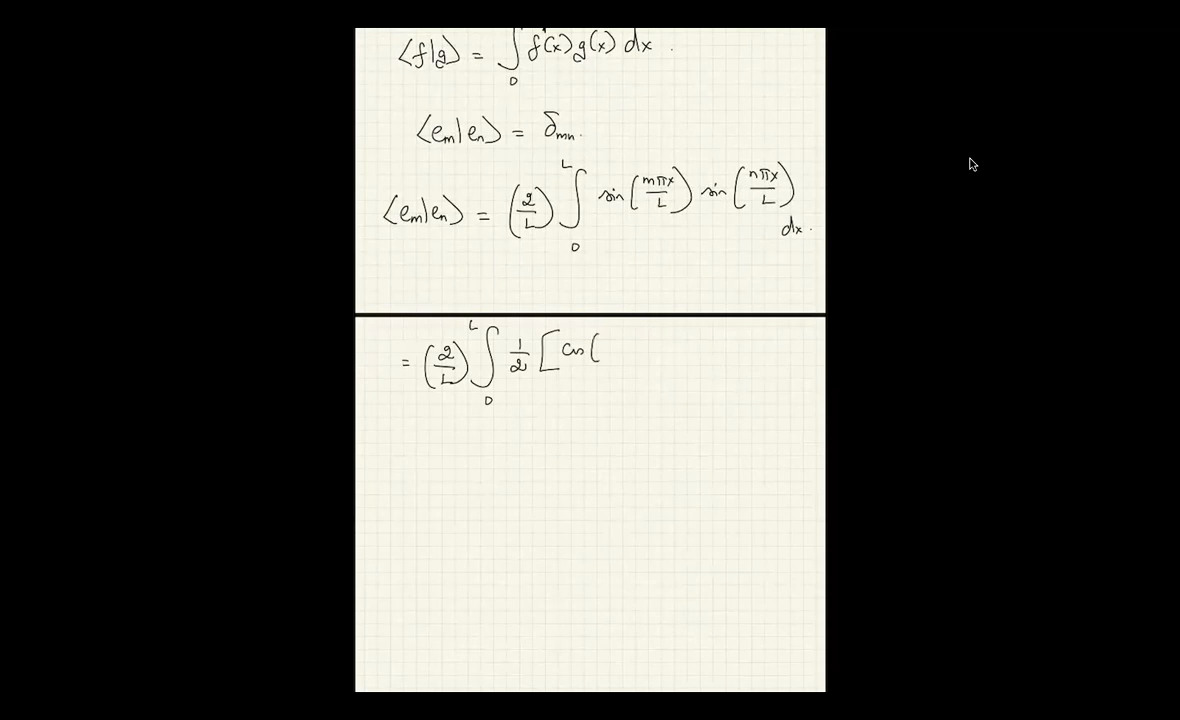 ⟨f|g⟩ = ∫₀ f*(x) g(x) dx .
⟨eₘ|eₙ⟩ = δₘₙ.
⟨eₘ|eₙ⟩ = (2/L) ∫₀ᴸ sin(mπx/L) sin(nπx/L) dx.
= (2/L) ∫₀ᴸ 1/2 [cos(